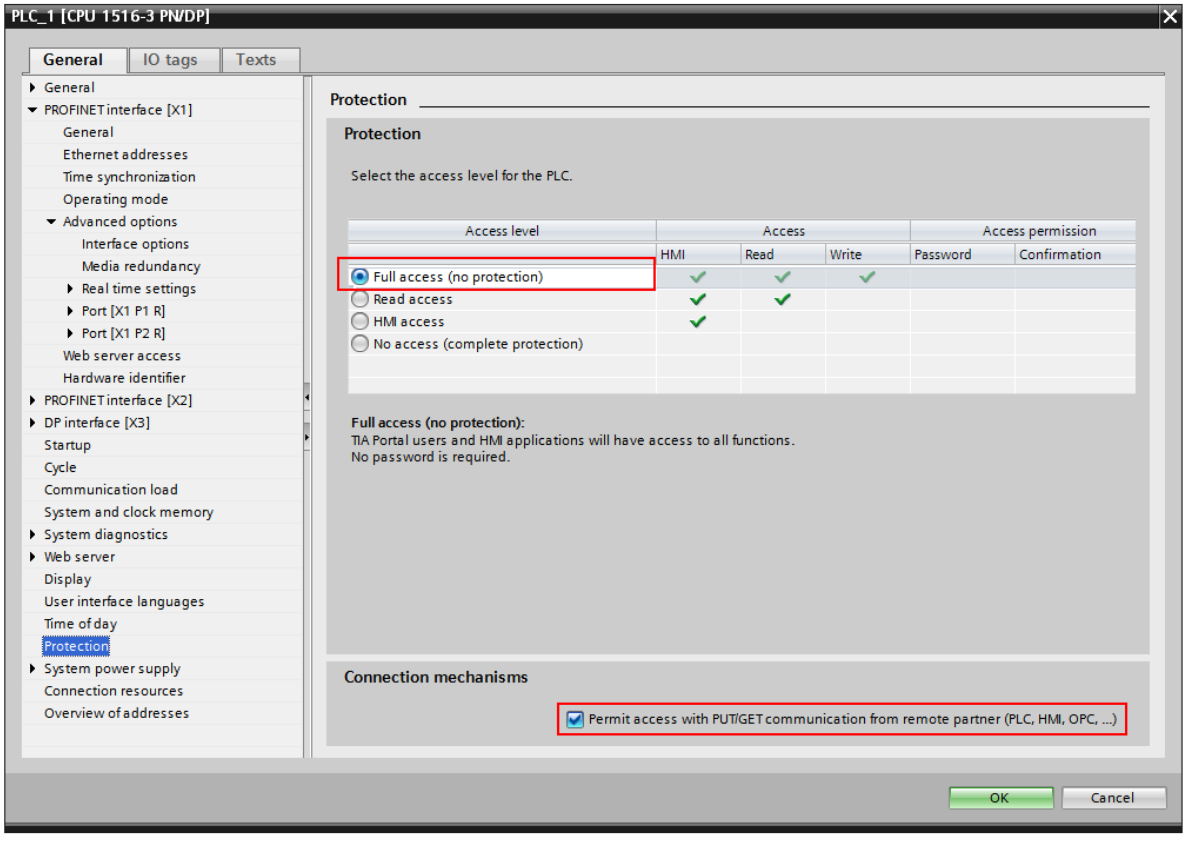 PLC_1 [CPU 1516-3 PN/DP]
General IO tags Texts
General
PROFINET interface [X1]
General
Ethernet addresses
Time synchronization
Operating mode
Advanced options
Interface options
Media redundancy
Real time settings
Port [X1 P1 R]
Port [X1 P2 R]
Web server access
Hardware identifier
PROFINET interface [X2]
DP interface [X3]
Startup
Cycle
Communication load
System and clock memory
System diagnostics
Web server
Display
User interface languages
Time of day
Protection
System power supply
Connection resources
Overview of addresses
Protection
Protection
Select the access level for the PLC.
Access level Access Access permission
HMI Read Write Password Confirmation
Full access (no protection)
Read access
HMI access
No access (complete protection)
Full access (no protection):
TIA Portal users and HMI applications will have access to all functions.
No password is required.
Connection mechanisms
Permit access with PUT/GET communication from remote partner (PLC, HMI, OPC, ...)
OK Cancel